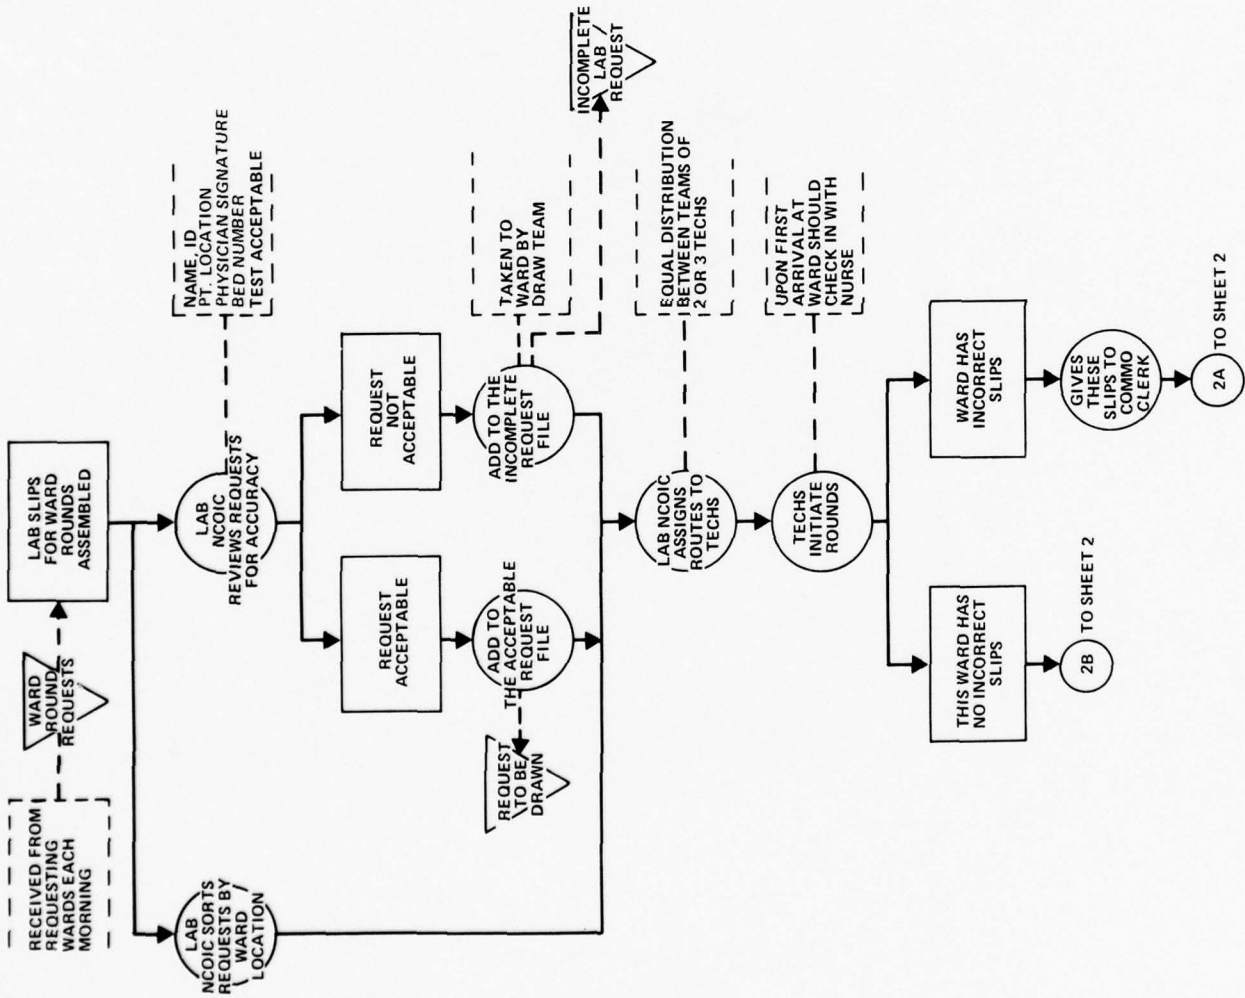 RECEIVED FROM
REQUESTING
WARDS EACH
MORNING
WARD
ROUND
REQUESTS
LAB SLIPS
FOR WARD
ROUNDS
ASSEMBLED
LAB
NCOIC SORTS
REQUESTS BY
WARD
LOCATION
LAB
NCOIC
REVIEWS REQUESTS
FOR ACCURACY
NAME, ID
PT. LOCATION
PHYSICIAN SIGNATURE
BED NUMBER
TEST ACCEPTABLE
REQUEST
ACCEPTABLE
REQUEST
NOT
ACCEPTABLE
REQUEST
TO BE
DRAWN
ADD TO
THE ACCEPTABLE
REQUEST
FILE
ADD TO THE
INCOMPLETE
REQUEST
FILE
TAKEN TO
WARD BY
DRAW TEAM
INCOMPLETE
LAB
REQUEST
LAB NCOIC
ASSIGNS
ROUTES TO
TECHS
EQUAL DISTRIBUTION
BETWEEN TEAMS OF
2 OR 3 TECHS
TECHS
INITIATE
ROUNDS
UPON FIRST
ARRIVAL AT
WARD SHOULD
CHECK IN WITH
NURSE
THIS WARD HAS
NO INCORRECT
SLIPS
WARD HAS
INCORRECT
SLIPS
2B TO SHEET 2
GIVES
THESE
SLIPS TO
COMMO
CLERK
2A TO SHEET 2